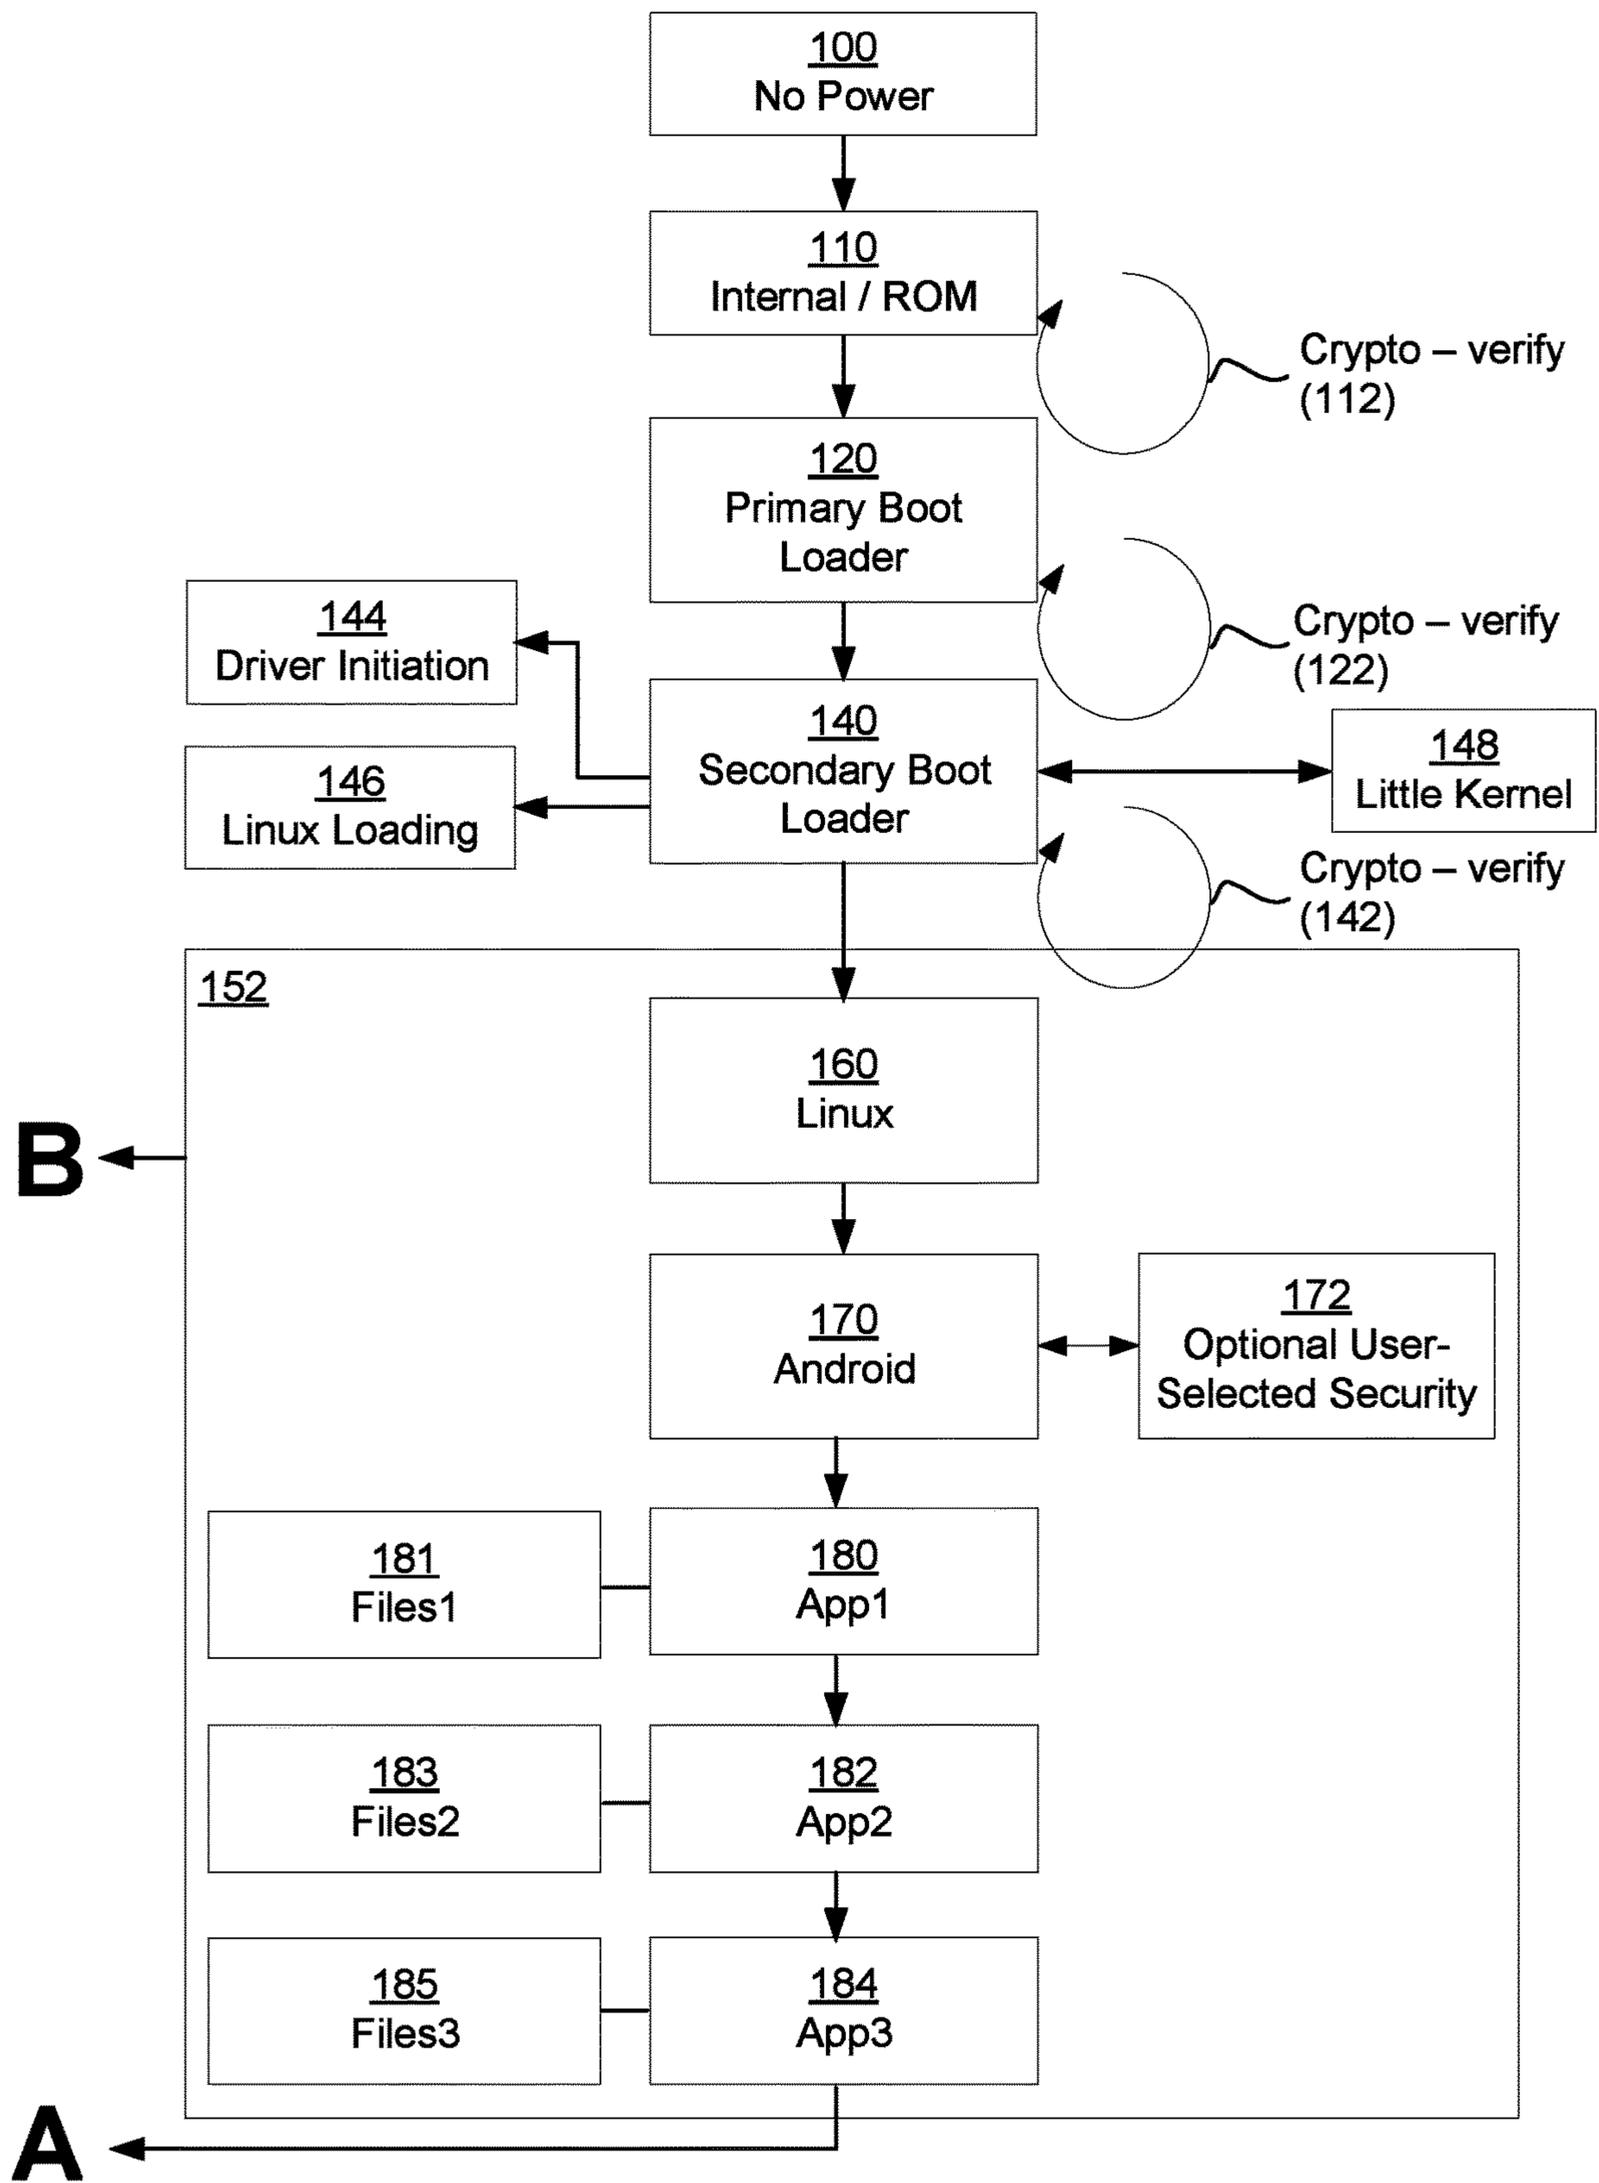 100
No Power
110
Internal / ROM
Crypto – verify
(112)
120
Primary Boot
Loader
Crypto – verify
(122)
144
Driver Initiation
140
Secondary Boot
Loader
148
Little Kernel
146
Linux Loading
Crypto – verify
(142)
152
160
Linux
B
170
Android
172
Optional User-
Selected Security
181
Files1
180
App1
183
Files2
182
App2
185
Files3
184
App3
A